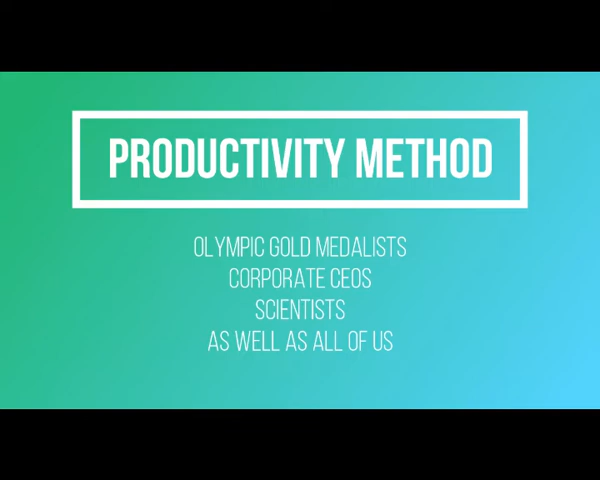 PRODUCTIVITY METHOD
OLYMPIC GOLD MEDALISTS
CORPORATE CEOS
SCIENTISTS
AS WELL AS ALL OF US